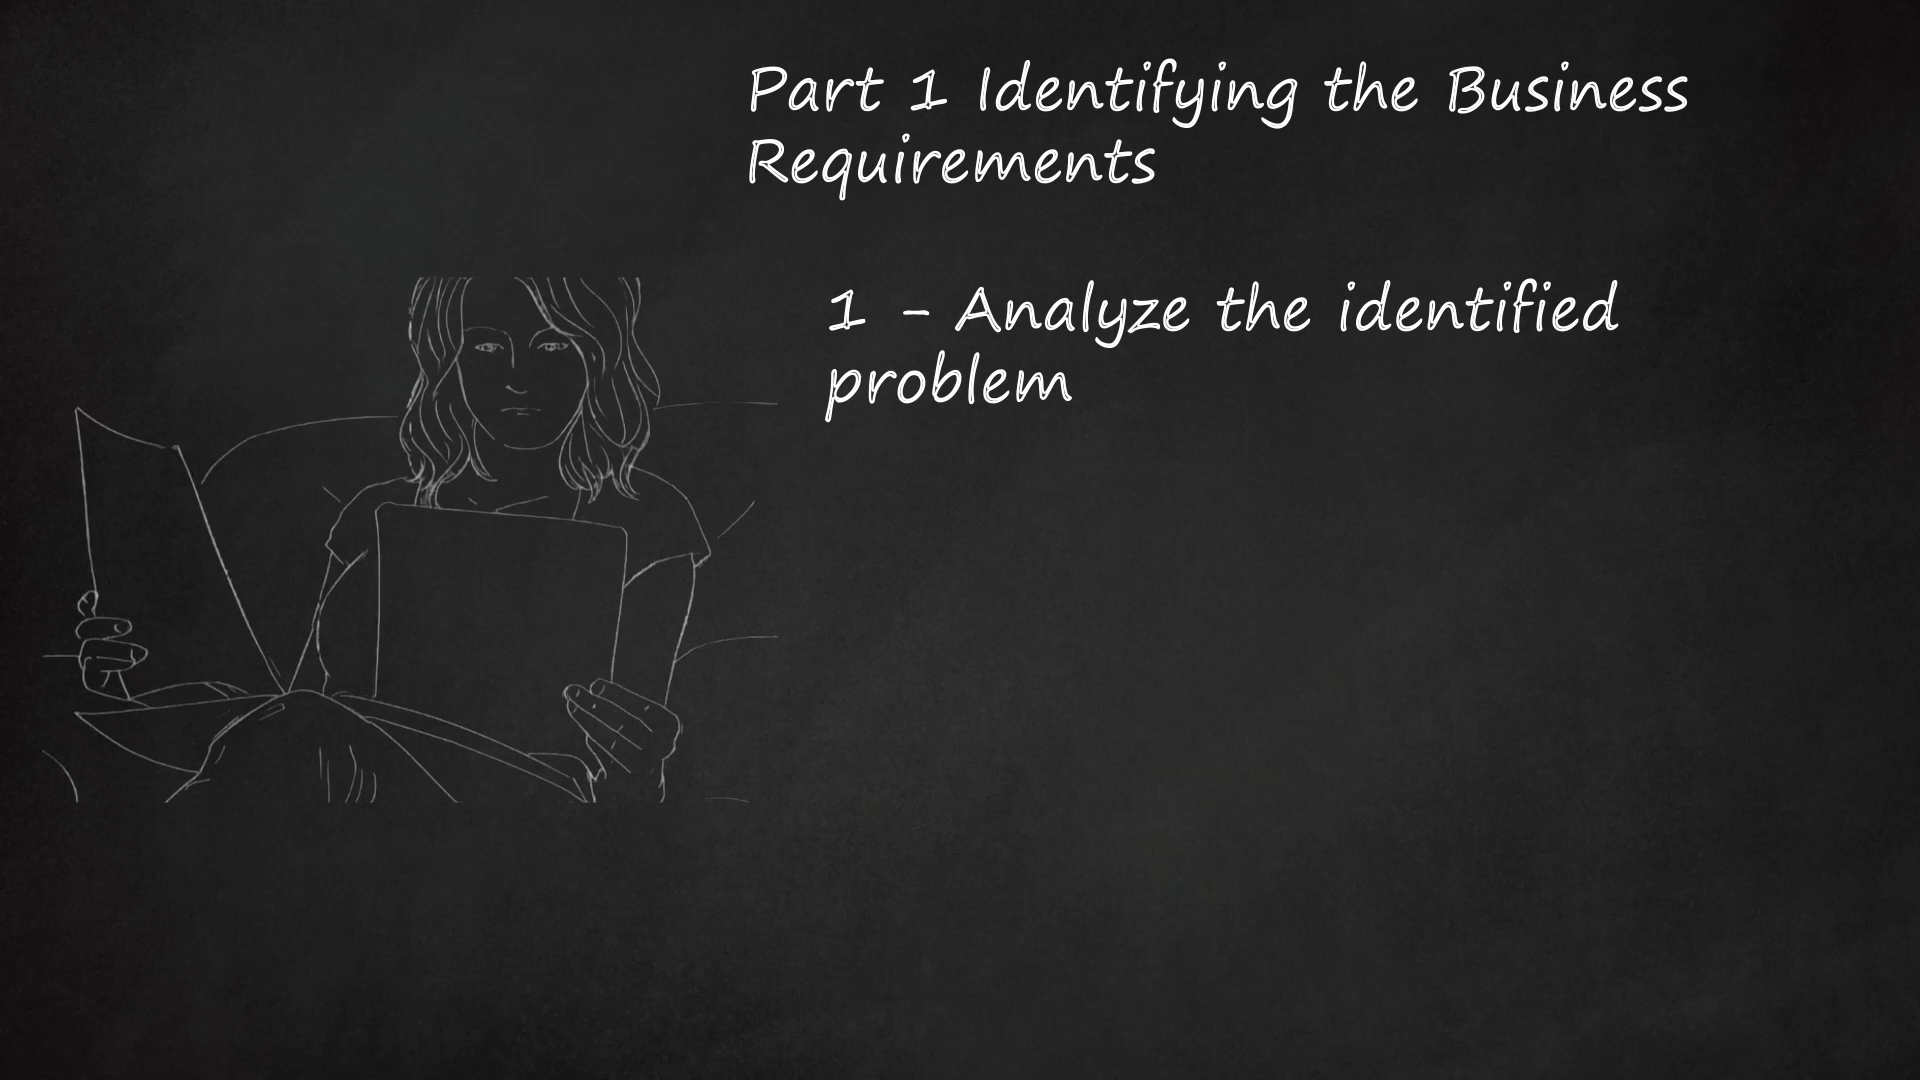 Part 1 Identifying the Business
Requirements
1 - Analyze the identified
problem